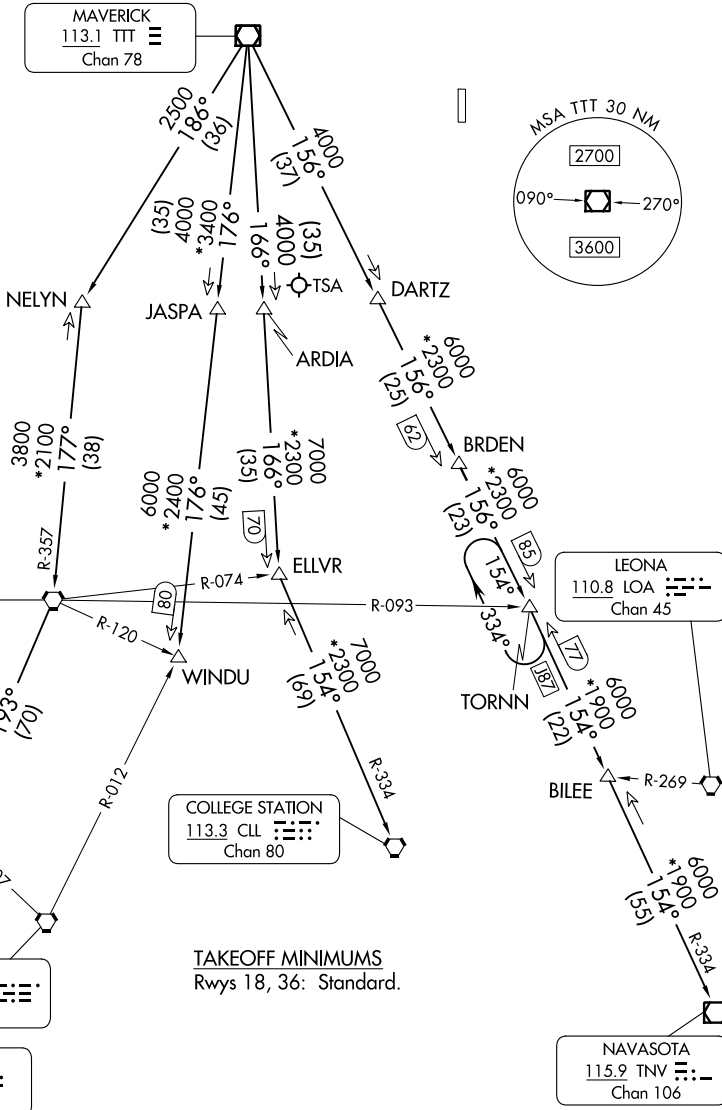 MAVERICK
113.1 TTT
Chan 78
MSA TTT 30 NM
2700
090°
270°
3600
2500
186°
(36)
(35)
4000
*3400
176°
(35)
4000
166°
4000
156°
(37)
TSA
NELYN
JASPA
ARDIA
DARTZ
3800
*2100
177°
(38)
6000
*2400
176°
(45)
7000
*2300
166°
(35)
6000
*2300
156°
(25)
62
BRDEN
6000
*2300
156°
(23)
R-357
70
ELLVR
85
LEONA
110.8 LOA
Chan 45
R-074
80
R-093
154°
334°
R-120
WINDU
77
J87
TORNN
193°
(70)
7000
*2300
154°
(69)
6000
*1900
154°
(22)
R-012
R-334
BILEE
R-269
COLLEGE STATION
113.3 CLL
Chan 80
6000
*1900
154°
(55)
R-334
TAKEOFF MINIMUMS
Rwys 18, 36: Standard.
NAVASOTA
115.9 TNV
Chan 106